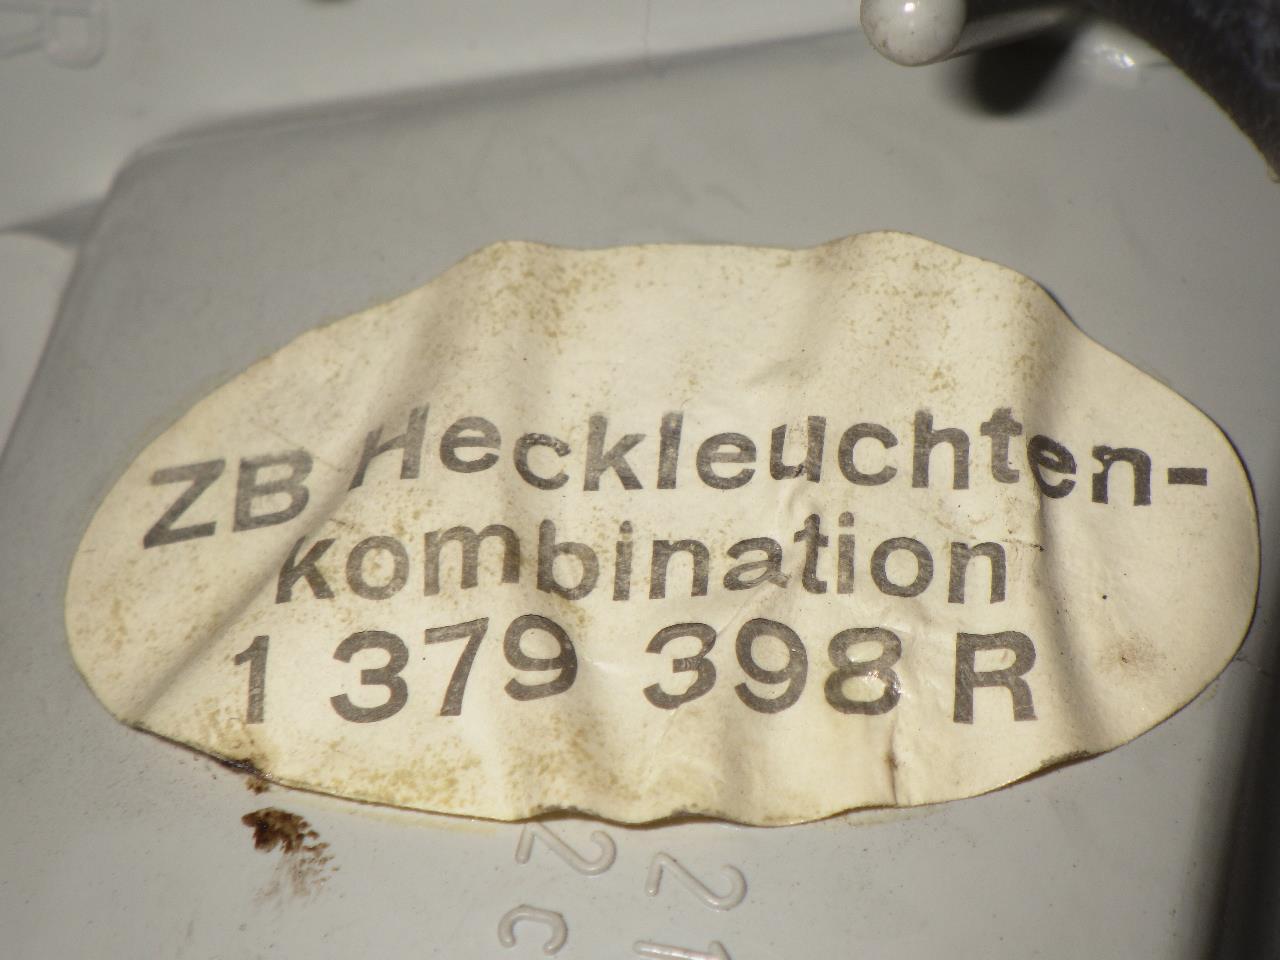 ZB Heckleuchten-
kombination
1 379 398 R